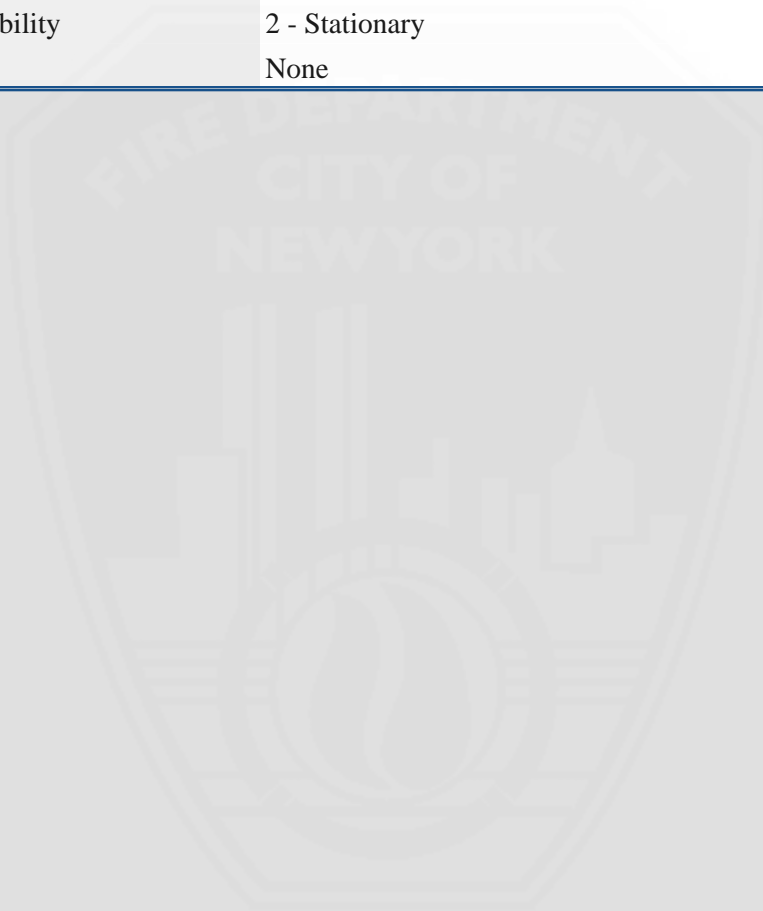 bility 2 - Stationary
None
FIRE DEPARTMENT
CITY OF
NEW YORK